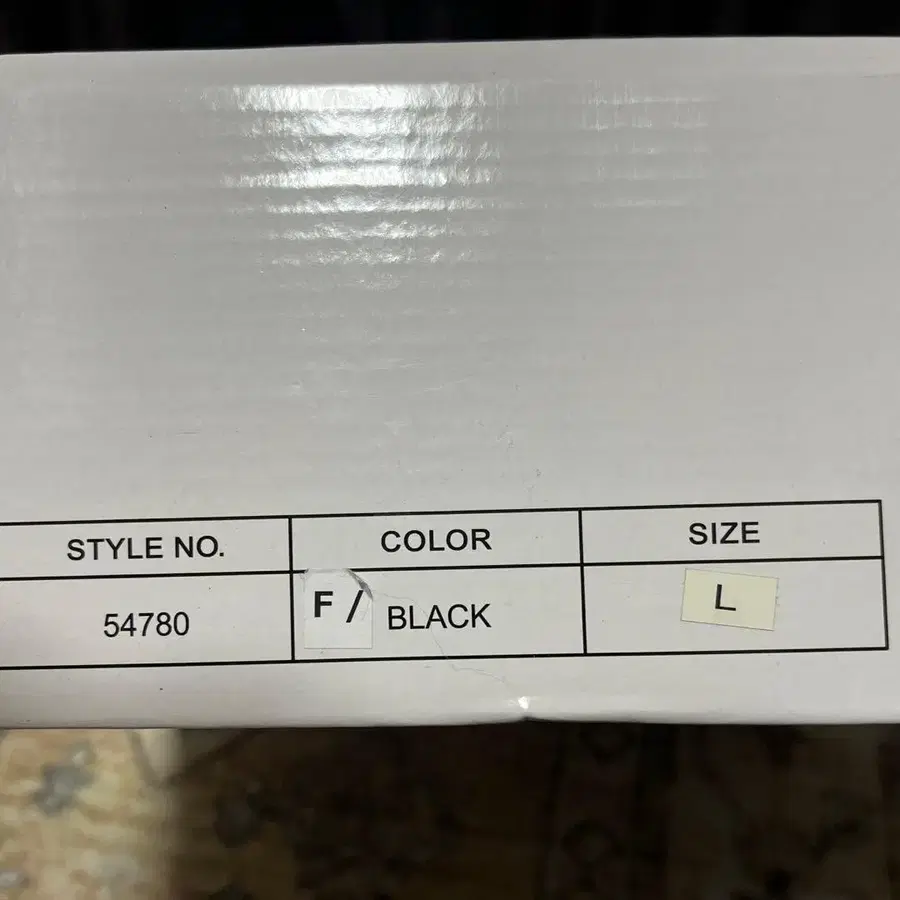 STYLE NO. COLOR SIZE
54780 F/ BLACK L